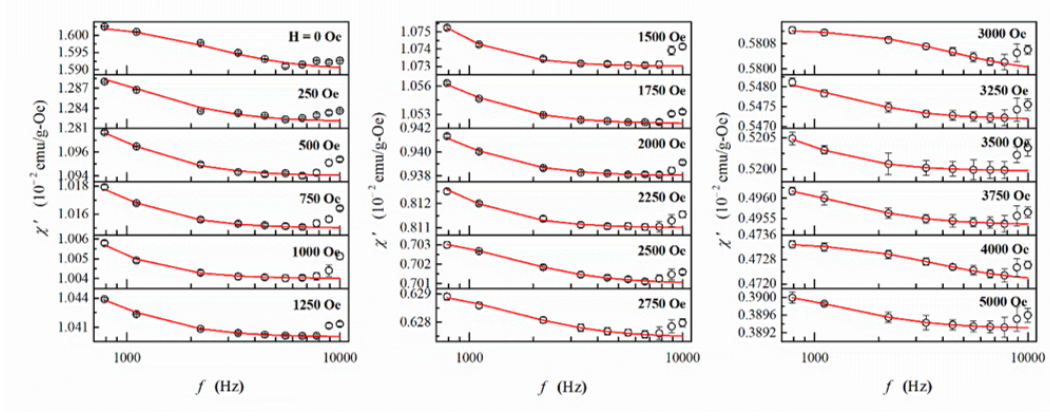 χ' (10⁻² emu/g-Oe)
1.600
1.595
1.590
H = 0 Oe
1.287
1.284
1.281
250 Oe
1.096
1.094
500 Oe
1.018
1.016
750 Oe
1.006
1.005
1.004
1000 Oe
1.044
1.041
1250 Oe
1000 10000
f (Hz)
χ' (10⁻² emu/g-Oe)
1.075
1.074
1.073
1500 Oe
1.056
1.053
1750 Oe
0.942
0.940
0.938
2000 Oe
0.812
0.811
2250 Oe
0.703
0.702
0.701
2500 Oe
0.629
0.628
2750 Oe
1000 10000
f (Hz)
χ' (10⁻² emu/g-Oe)
0.5808
0.5800
3000 Oe
0.5480
0.5475
0.5470
3250 Oe
0.5205
0.5200
3500 Oe
0.4960
0.4955
3750 Oe
0.4736
0.4728
0.4720
4000 Oe
0.3900
0.3896
0.3892
5000 Oe
1000 10000
f (Hz)